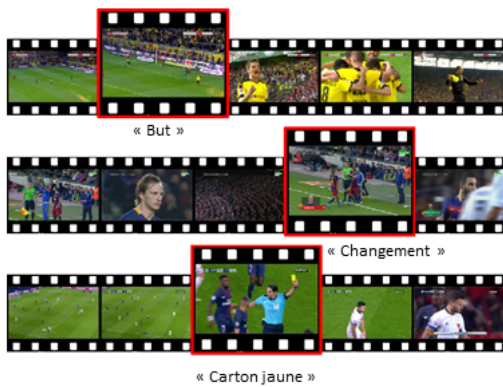 « But »
« Changement »
« Carton jaune »